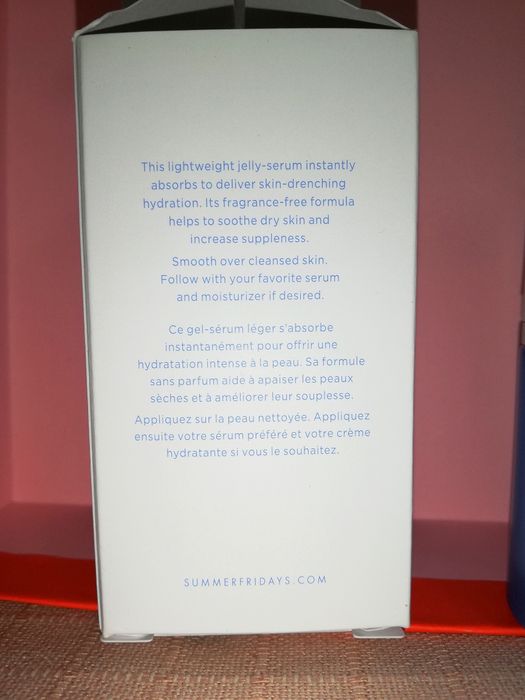 This lightweight jelly-serum instantly
absorbs to deliver skin-drenching
hydration. Its fragrance-free formula
helps to soothe dry skin and
increase suppleness.
Smooth over cleansed skin.
Follow with your favorite serum
and moisturizer if desired.
Ce gel-sérum léger s'absorbe
instantanément pour offrir une
hydratation intense à la peau. Sa formule
sans parfum aide à apaiser les peaux
sèches et à améliorer leur souplesse.
Appliquez sur la peau nettoyée. Appliquez
ensuite votre sérum préféré et votre crème
hydratante si vous le souhaitez.
SUMMERFRIDAYS.COM